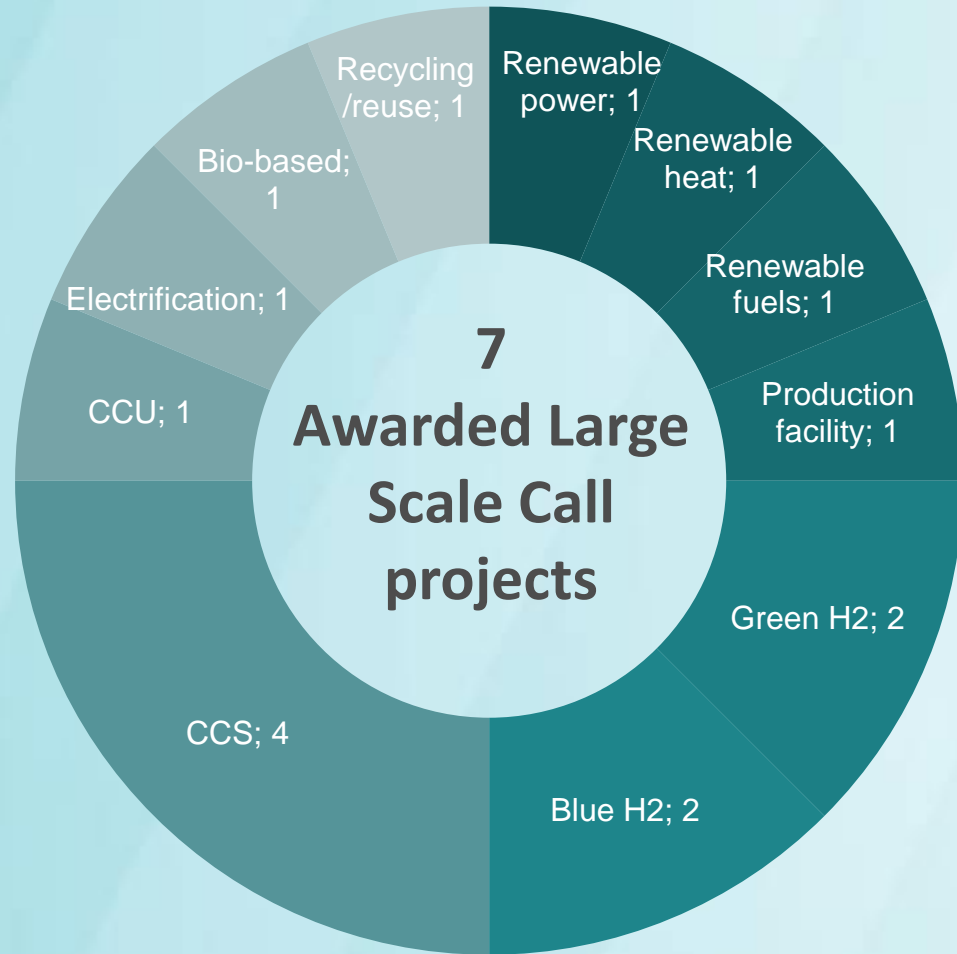 Renewable
power; 1
Renewable
heat; 1
Renewable
fuels; 1
Production
facility; 1
Green H2; 2
Blue H2; 2
CCS; 4
CCU; 1
Electrification; 1
Bio-based;
1
Recycling
/reuse; 1
7
Awarded Large
Scale Call
projects